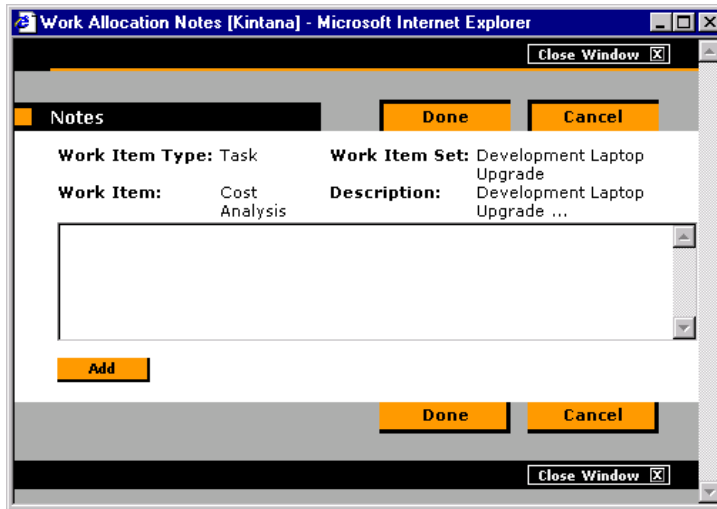 Work Allocation Notes [Kintana] - Microsoft Internet Explorer
Close Window X
Notes
Done
Cancel
Work Item Type: Task
Work Item Set: Development Laptop
Upgrade
Work Item: Cost
Analysis
Description: Development Laptop
Upgrade ...
Add
Done
Cancel
Close Window X